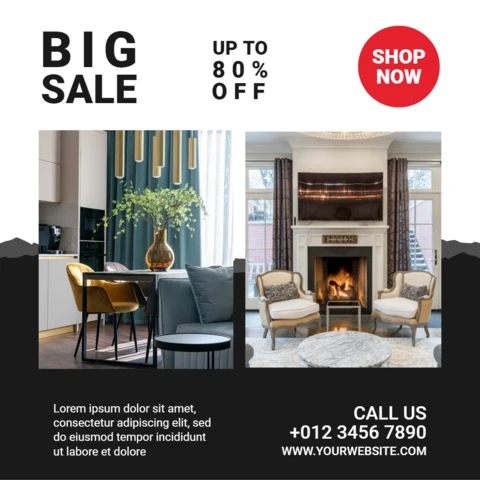 BIG
SALE
UP TO
80%
OFF
SHOP
NOW
Lorem ipsum dolor sit amet,
consectetur adipiscing elit, sed
do eiusmod tempor incididunt
ut labore et dolore
CALL US
+012 3456 7890
WWW.YOURWEBSITE.COM